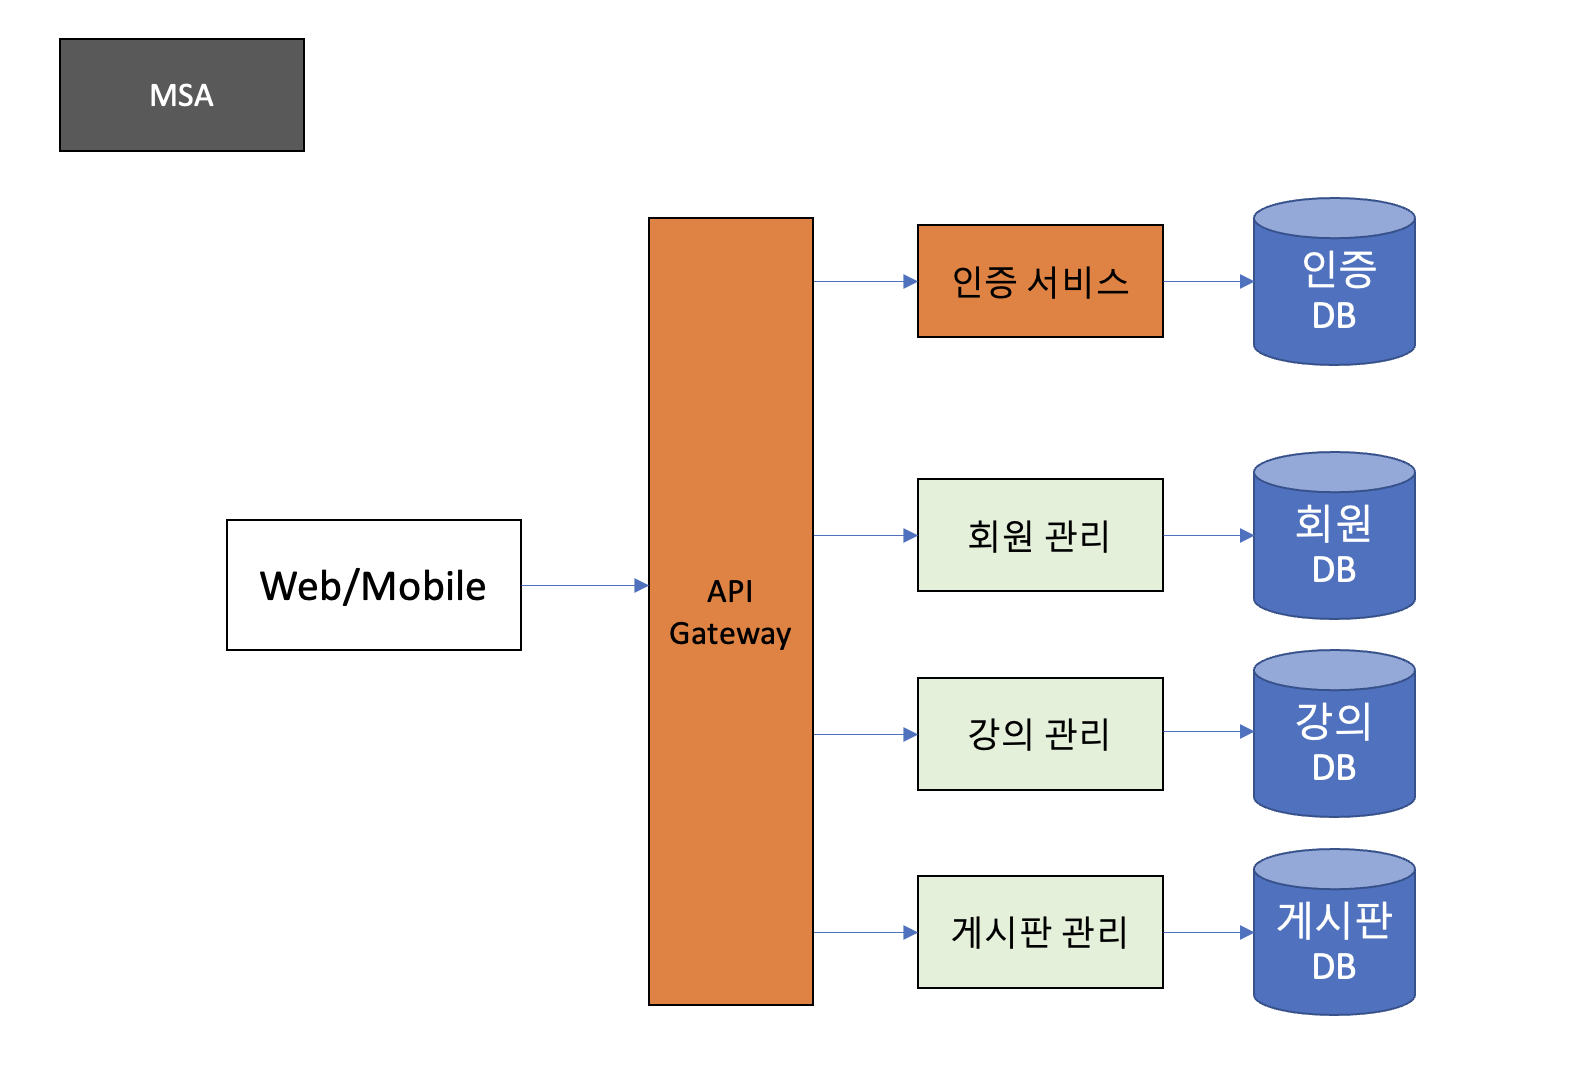 MSA
Web/Mobile
API
Gateway
인증 서비스
인증
DB
회원 관리
회원
DB
강의 관리
강의
DB
게시판 관리
게시판
DB